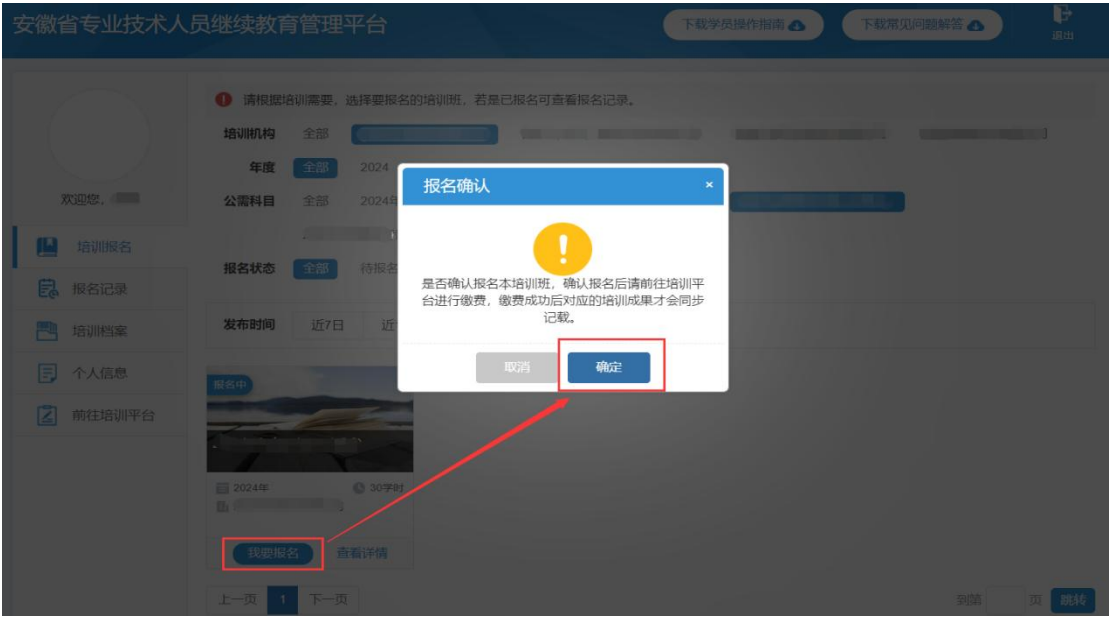 安徽省专业技术人员继续教育管理平台
下载学员操作指南
下载常见问题解答
退出
请根据培训需要，选择要报名的培训班，若是已报名可查看报名记录。
培训机构 全部
年度 全部 2024
欢迎您，
公需科目 全部 2024年
培训报名
报名状态 全部 待报名
报名记录
发布时间 近7日 近
培训档案
个人信息
前往培训平台
报名确认 ×
是否确认报名本培训班，确认报名后请前往培训平
台进行缴费，缴费成功后对应的培训成果才会同步
记载。
取消 确定
报名中
2024年 30学时
我要报名 查看详情
上一页 1 下一页
到第 页 跳转